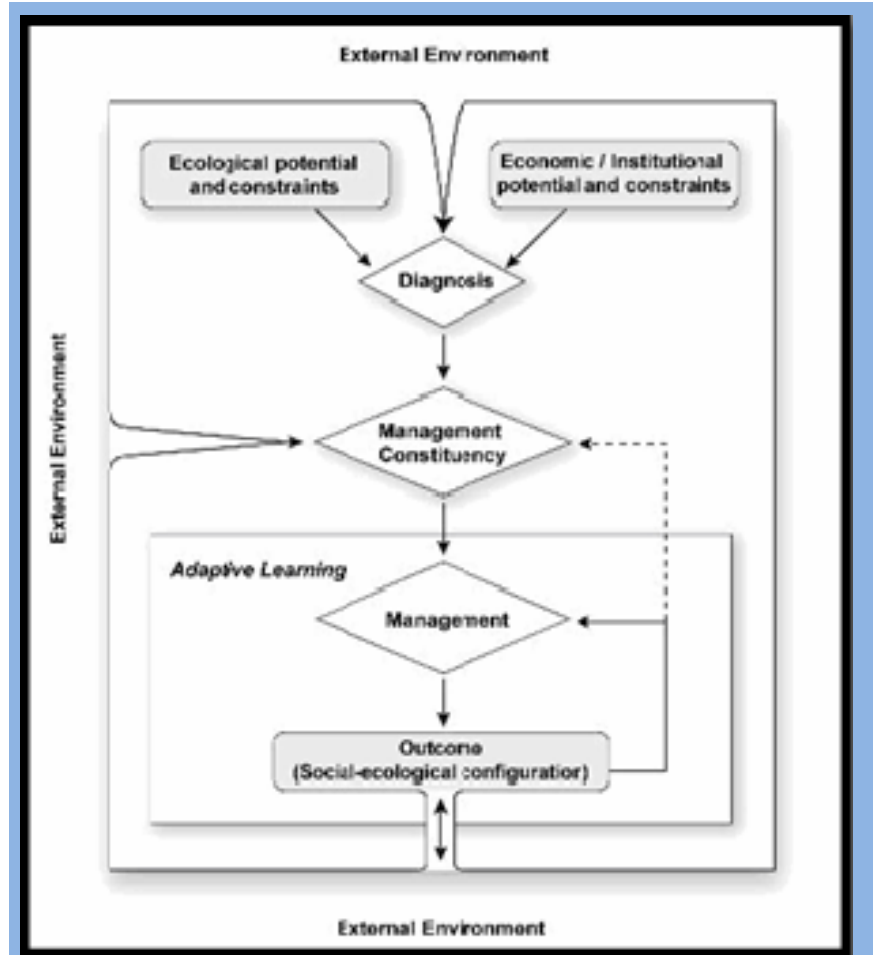 External Environment
Ecological potential
and constraints
Economic / Institutional
potential and constraints
Diagnosis
External Environment
Management
Constituency
Adaptive Learning
Management
Outcome
(Social-ecological configuration)
External Environment